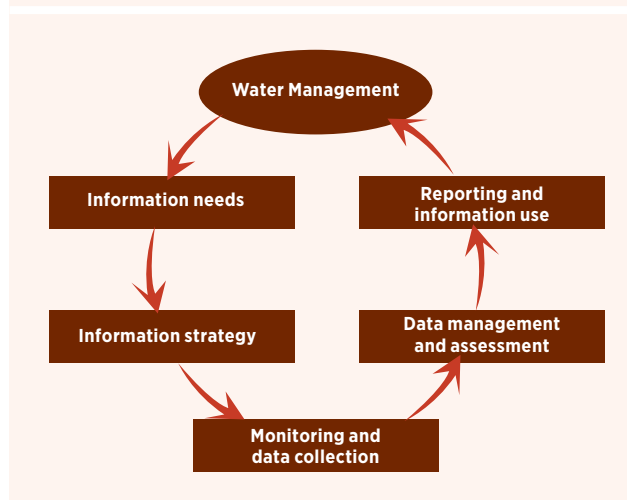 Water Management
Information needs
Reporting and
information use
Information strategy
Data management
and assessment
Monitoring and
data collection